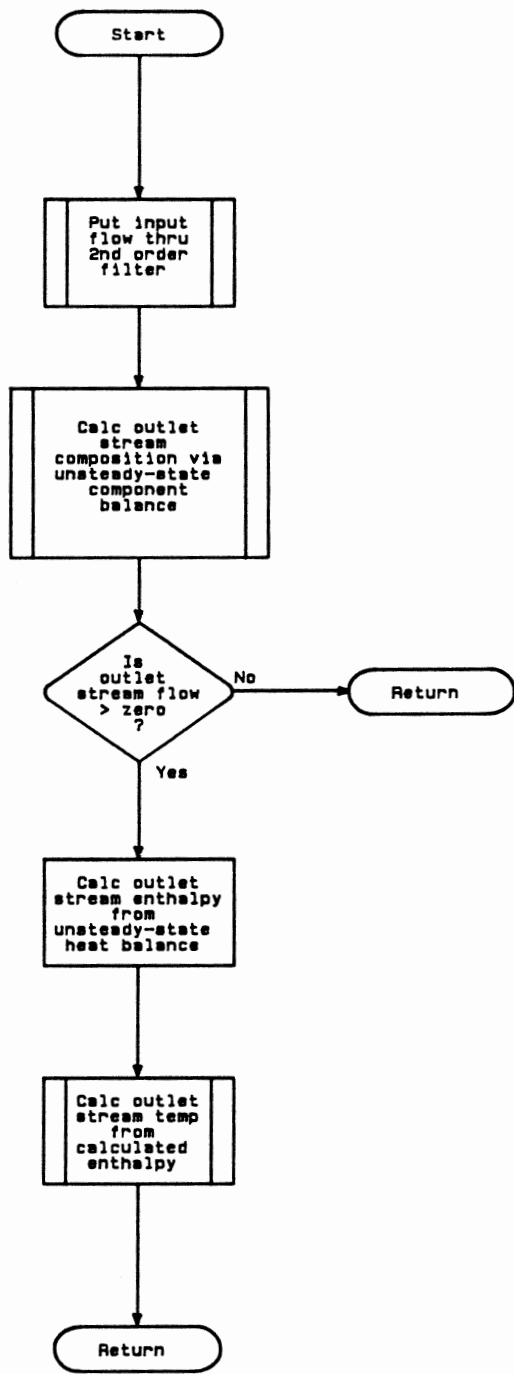 Start
Put input
flow thru
2nd order
filter
Calc outlet
stream
composition via
unsteady-state
component
balance
Is
outlet
stream flow
> zero
?
No
Return
Yes
Calc outlet
stream enthalpy
from
unsteady-state
heat balance
Calc outlet
stream temp
from
calculated
enthalpy
Return